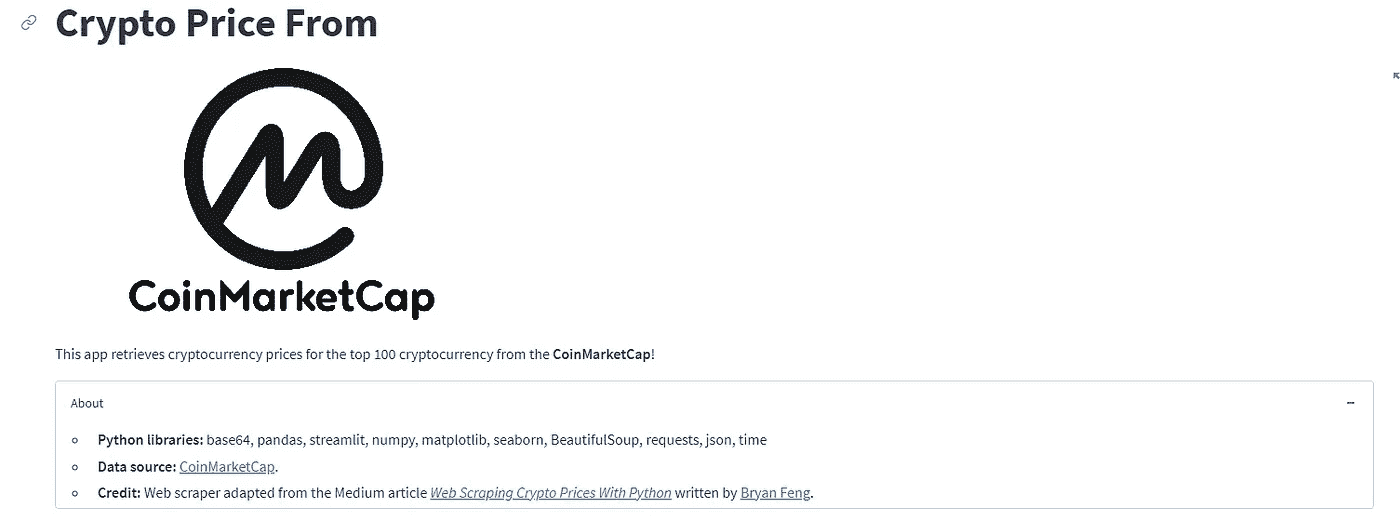 Crypto Price From
CoinMarketCap
This app retrieves cryptocurrency prices for the top 100 cryptocurrency from the CoinMarketCap!
About
Python libraries: base64, pandas, streamlit, numpy, matplotlib, seaborn, BeautifulSoup, requests, json, time
Data source: CoinMarketCap.
Credit: Web scraper adapted from the Medium article Web Scraping Crypto Prices With Python written by Bryan Feng.